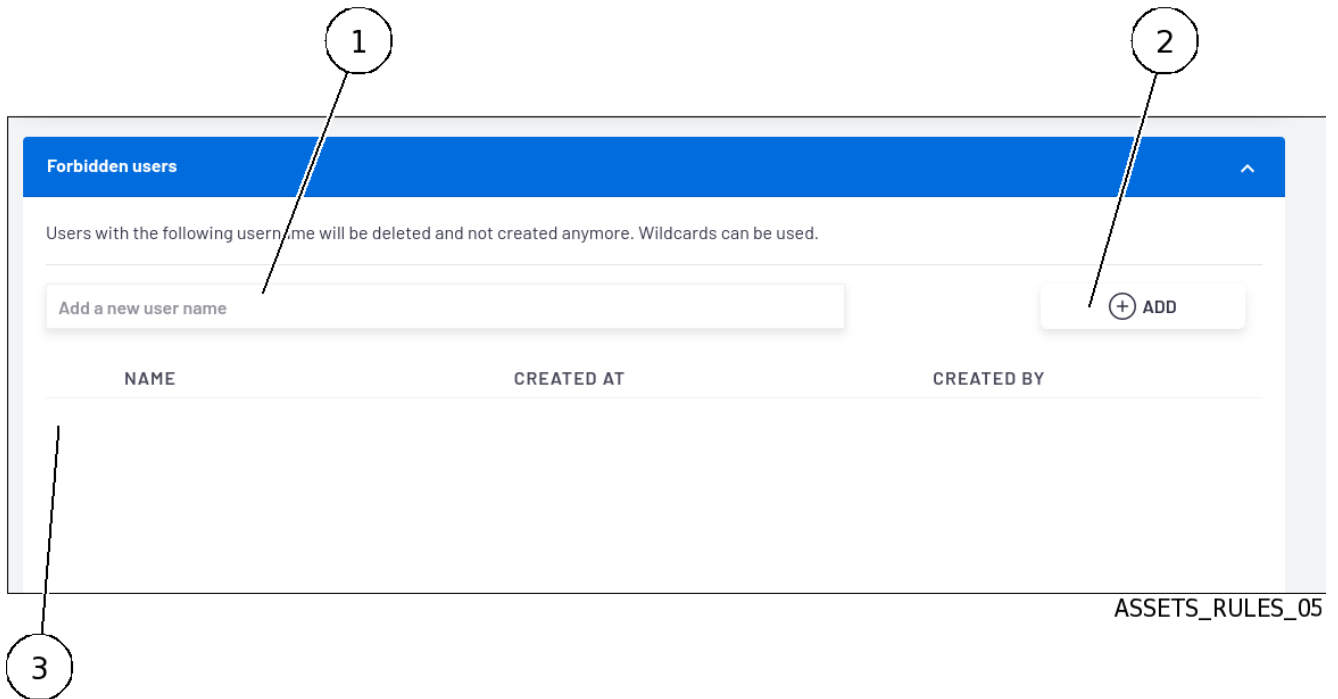 1
2
Forbidden users
Users with the following username will be deleted and not created anymore. Wildcards can be used.
Add a new user name
ADD
NAME CREATED AT CREATED BY
ASSETS_RULES_05
3